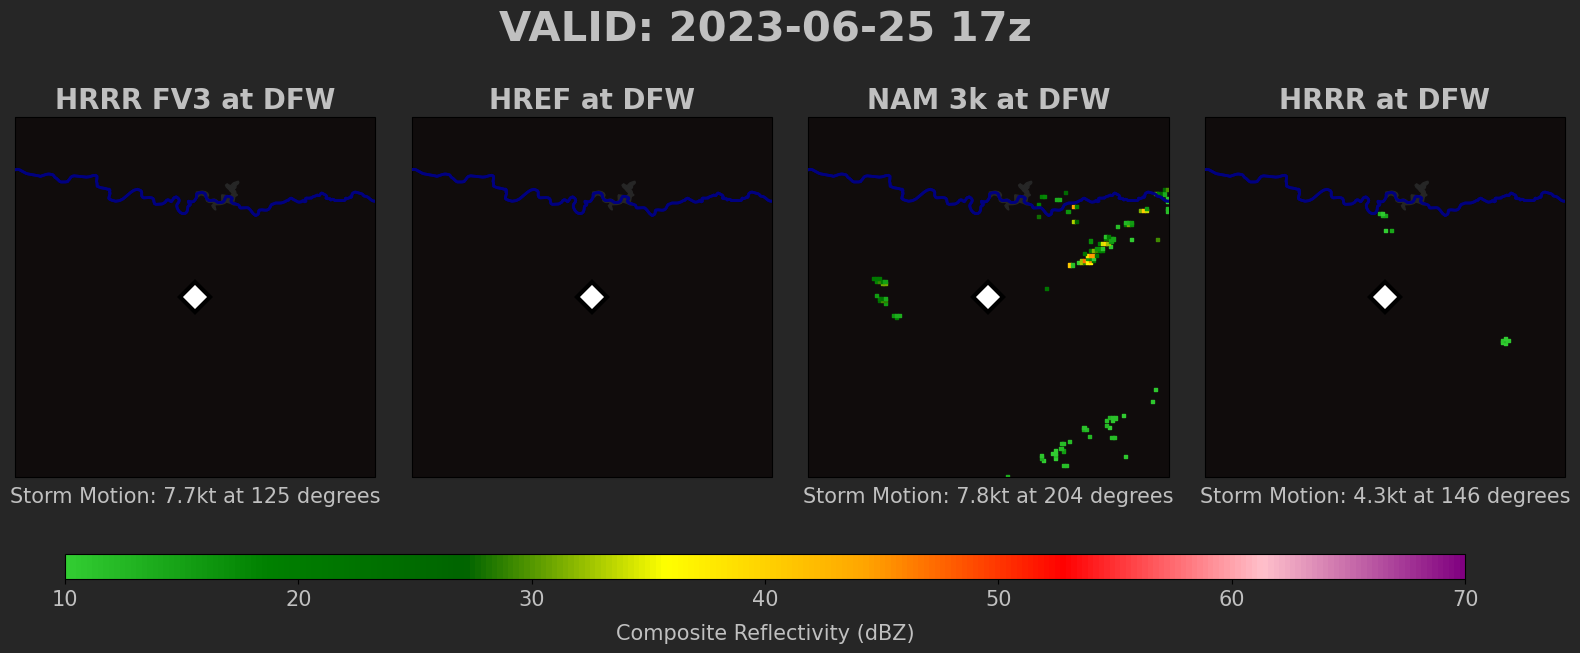 VALID: 2023-06-25 17z
HRRR FV3 at DFW
HREF at DFW
NAM 3k at DFW
HRRR at DFW
Storm Motion: 7.7kt at 125 degrees
Storm Motion: 7.8kt at 204 degrees
Storm Motion: 4.3kt at 146 degrees
10 20 30 40 50 60 70
Composite Reflectivity (dBZ)